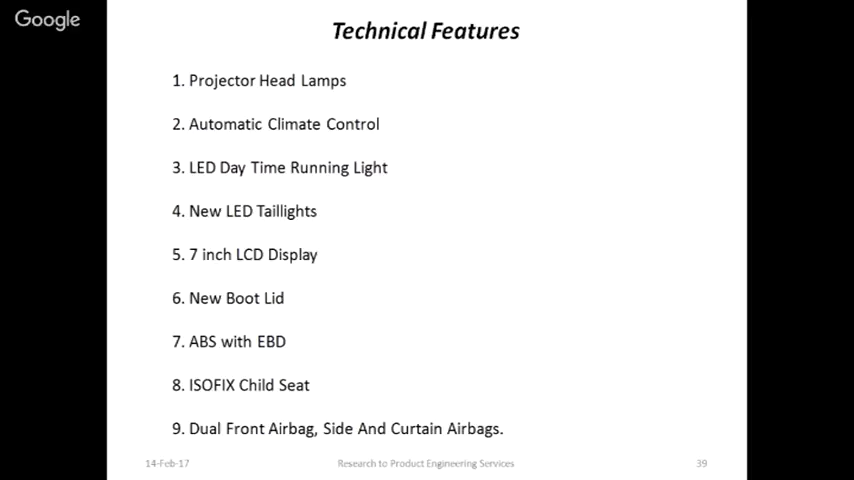 Google
Technical Features
1. Projector Head Lamps
2. Automatic Climate Control
3. LED Day Time Running Light
4. New LED Taillights
5. 7 inch LCD Display
6. New Boot Lid
7. ABS with EBD
8. ISOFIX Child Seat
9. Dual Front Airbag, Side And Curtain Airbags.
14-Feb-17 Research to Product Engineering Services 39